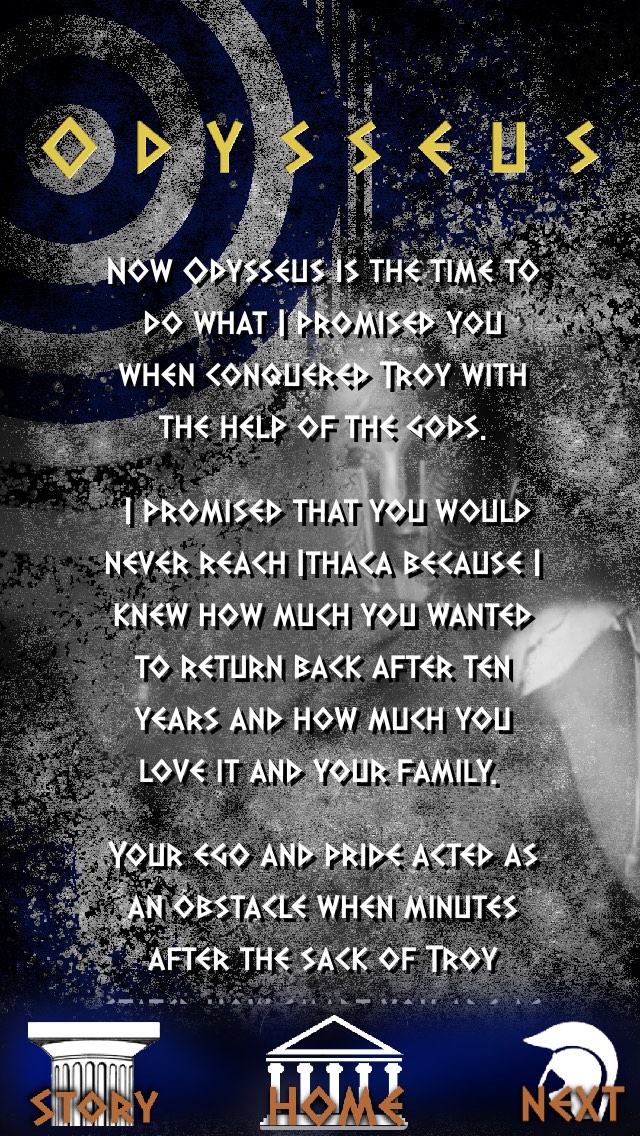 Odysseus
Now Odysseus is the time to
do what I promised you
when conquered Troy with
the help of the gods.
I promised that you would
never reach Ithaca because I
knew how much you wanted
to return back after ten
years and how much you
love it and your family.
Your ego and pride acted as
an obstacle when minutes
after the sack of Troy
STORY
HOME
NEXT